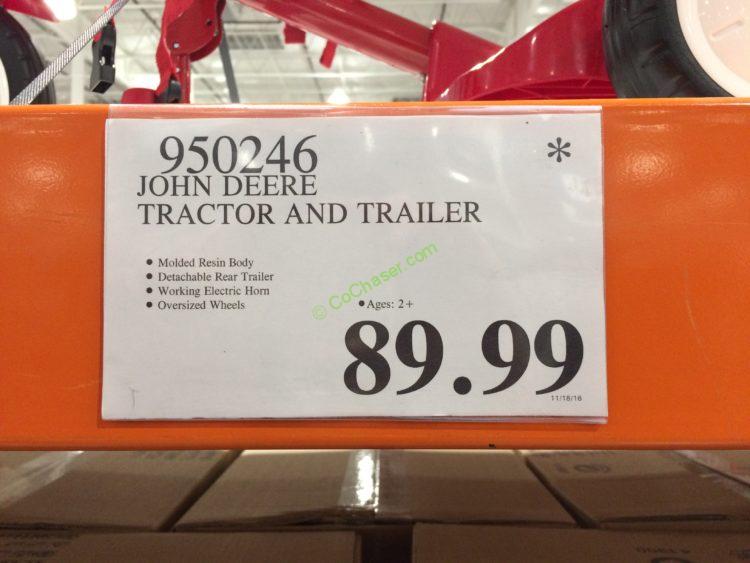 950246 *
JOHN DEERE
TRACTOR AND TRAILER
• Molded Resin Body
• Detachable Rear Trailer
• Working Electric Horn
• Oversized Wheels
• Ages: 2+
© CoChaser.com
89.99
11/18/16